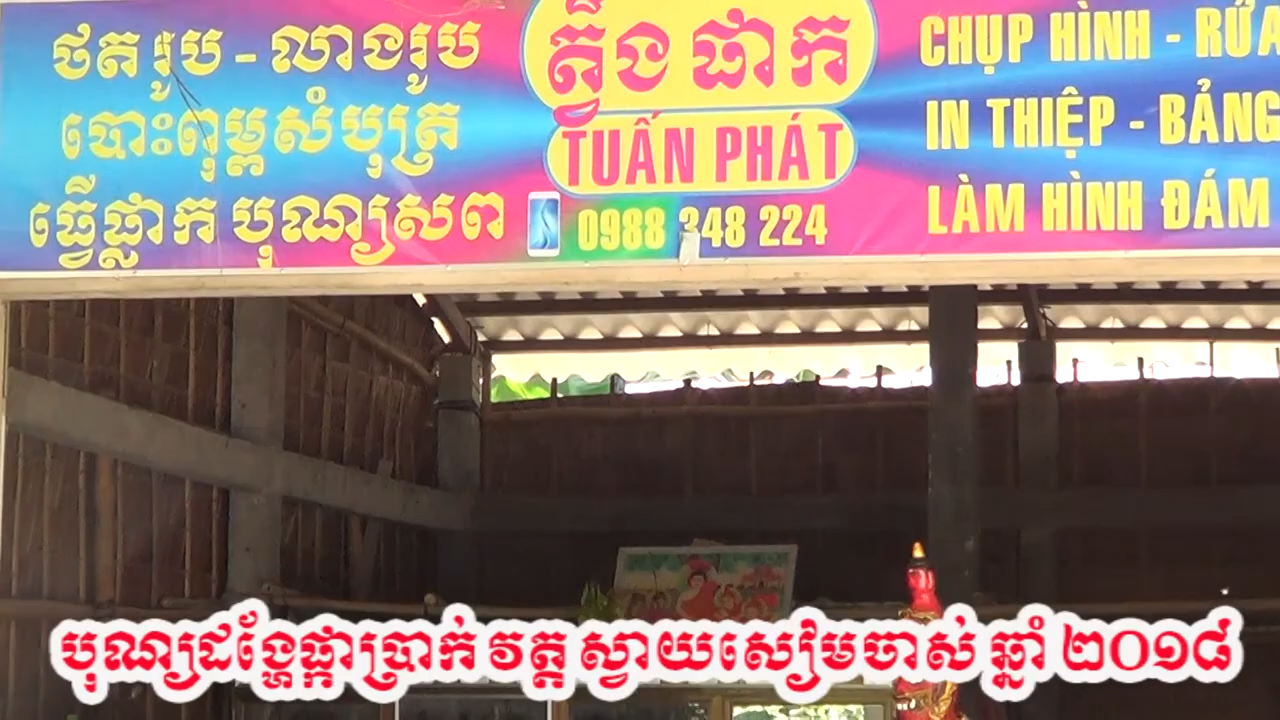 ថត រូប - លាងរូប
បោះពុម្ពសំបុត្រ
ធ្វើផ្លាក បុណ្យសព
ត្វឹង ផាក
TUẤN PHÁT
0988 348 224
CHỤP HÌNH - RỬA
IN THIỆP - BẢNG
LÀM HÌNH ĐÁM
បុណ្យដង្ហែផ្កាប្រាក់ វត្ត ស្វាយសៀមចាស់ ឆ្នាំ ២០១៨